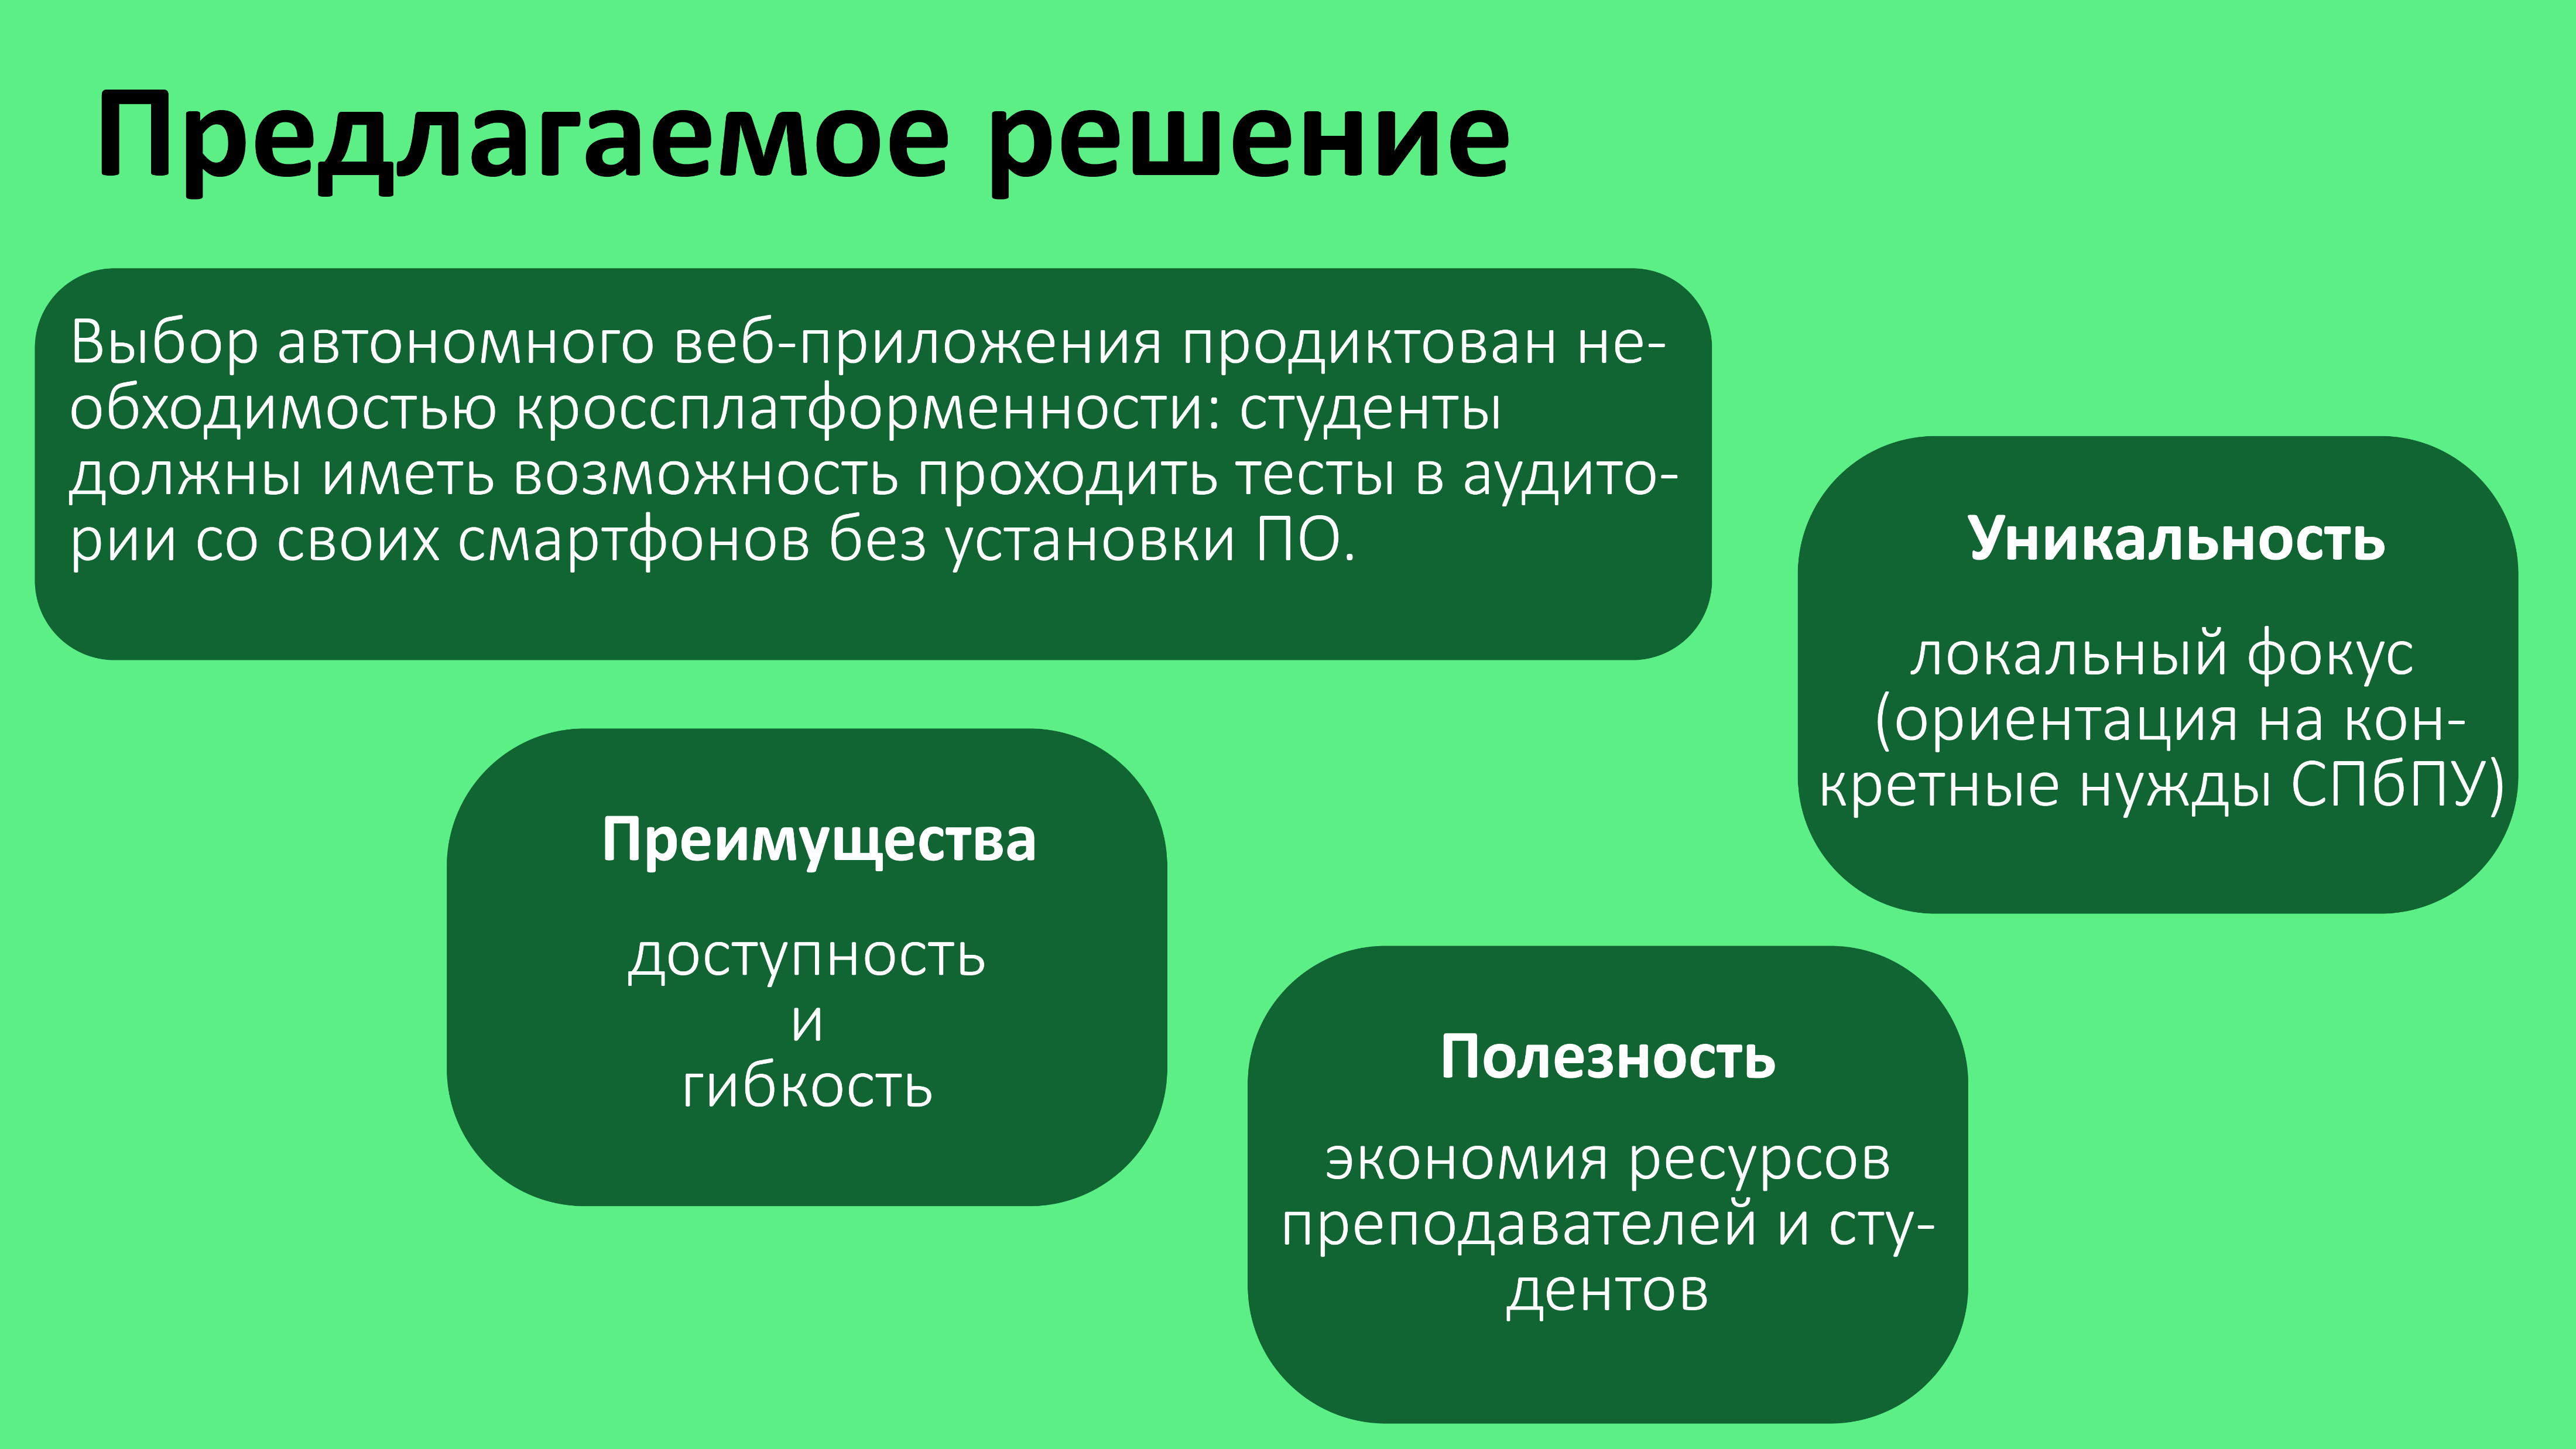 Предлагаемое решение
Выбор автономного веб-приложения продиктован не-
обходимостью кроссплатформенности: студенты
должны иметь возможность проходить тесты в аудито-
рии со своих смартфонов без установки ПО.
Уникальность
локальный фокус
(ориентация на кон-
кретные нужды СПбПУ)
Преимущества
доступность
и
гибкость
Полезность
экономия ресурсов
преподавателей и сту-
дентов